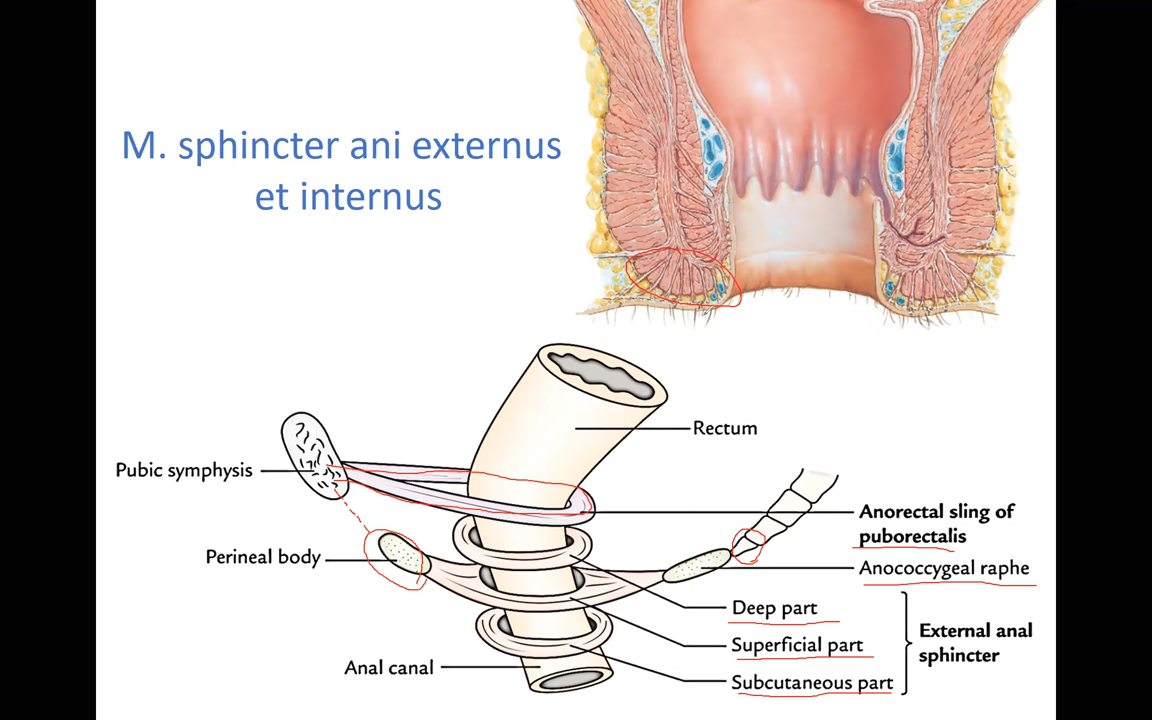 M. sphincter ani externus
et internus
Rectum
Pubic symphysis
Anorectal sling of
puborectalis
Perineal body
Anococcygeal raphe
Deep part
Superficial part
External anal
sphincter
Anal canal
Subcutaneous part